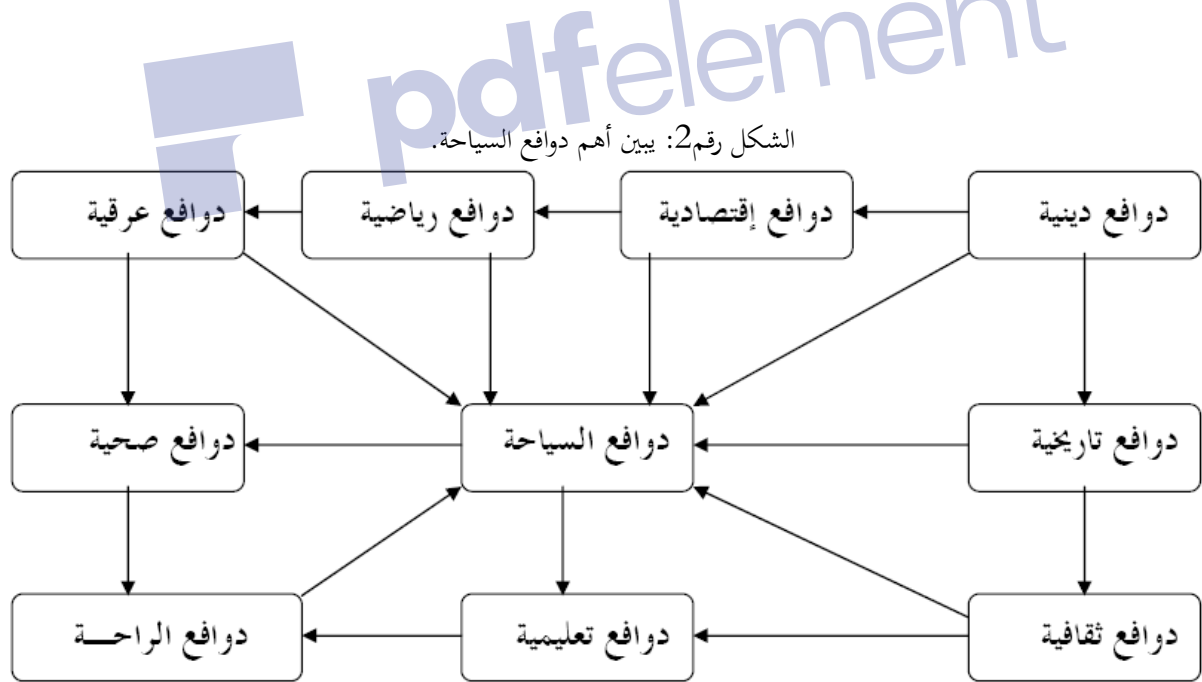 pdfelement
الشكل رقم2: يبين أهم دوافع السياحة.
دوافع دينية
دوافع إقتصادية
دوافع رياضية
دوافع عرقية
دوافع تاريخية
دوافع السياحة
دوافع صحية
دوافع ثقافية
دوافع تعليمية
دوافع الراحـــة